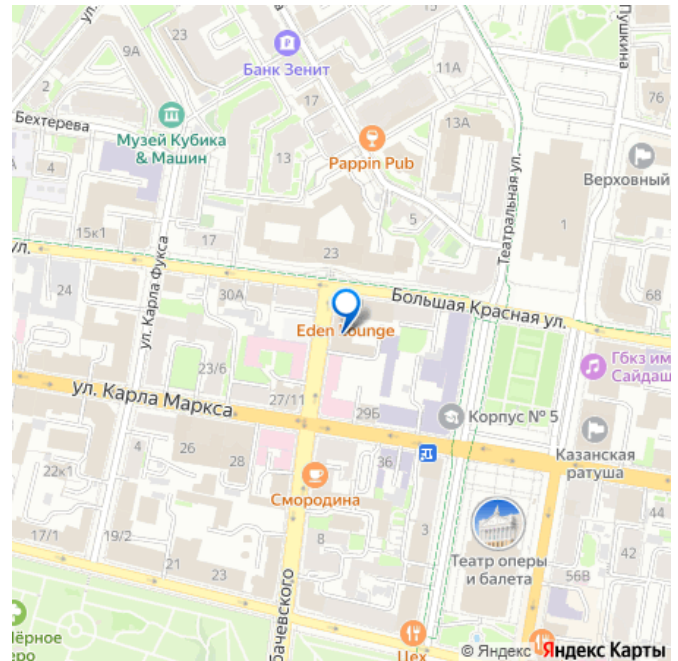 ул.
23
9А
Банк Зенит
11А
Пушкина
76
17
Бехтерева
Музей Кубика
& Машин
13А
4
13
Pappin Pub
Верховный
Театральная ул.
15к1
17
5
1
23
ул.
24
ул. Карла Фукса
30А
Большая Красная ул.
68
Eden Lounge
23/6
Гбкз им
Сайдаш
ул. Карла Маркса
27/11
29Б
Корпус № 5
4
26
28
36
Казанская
ратуша
22к1
Смородина
44
17/1
19/2
8
3
42
21
23
Театр оперы
и балета
56В
бачевского
Цех
© Яндекс Яндекс Карты